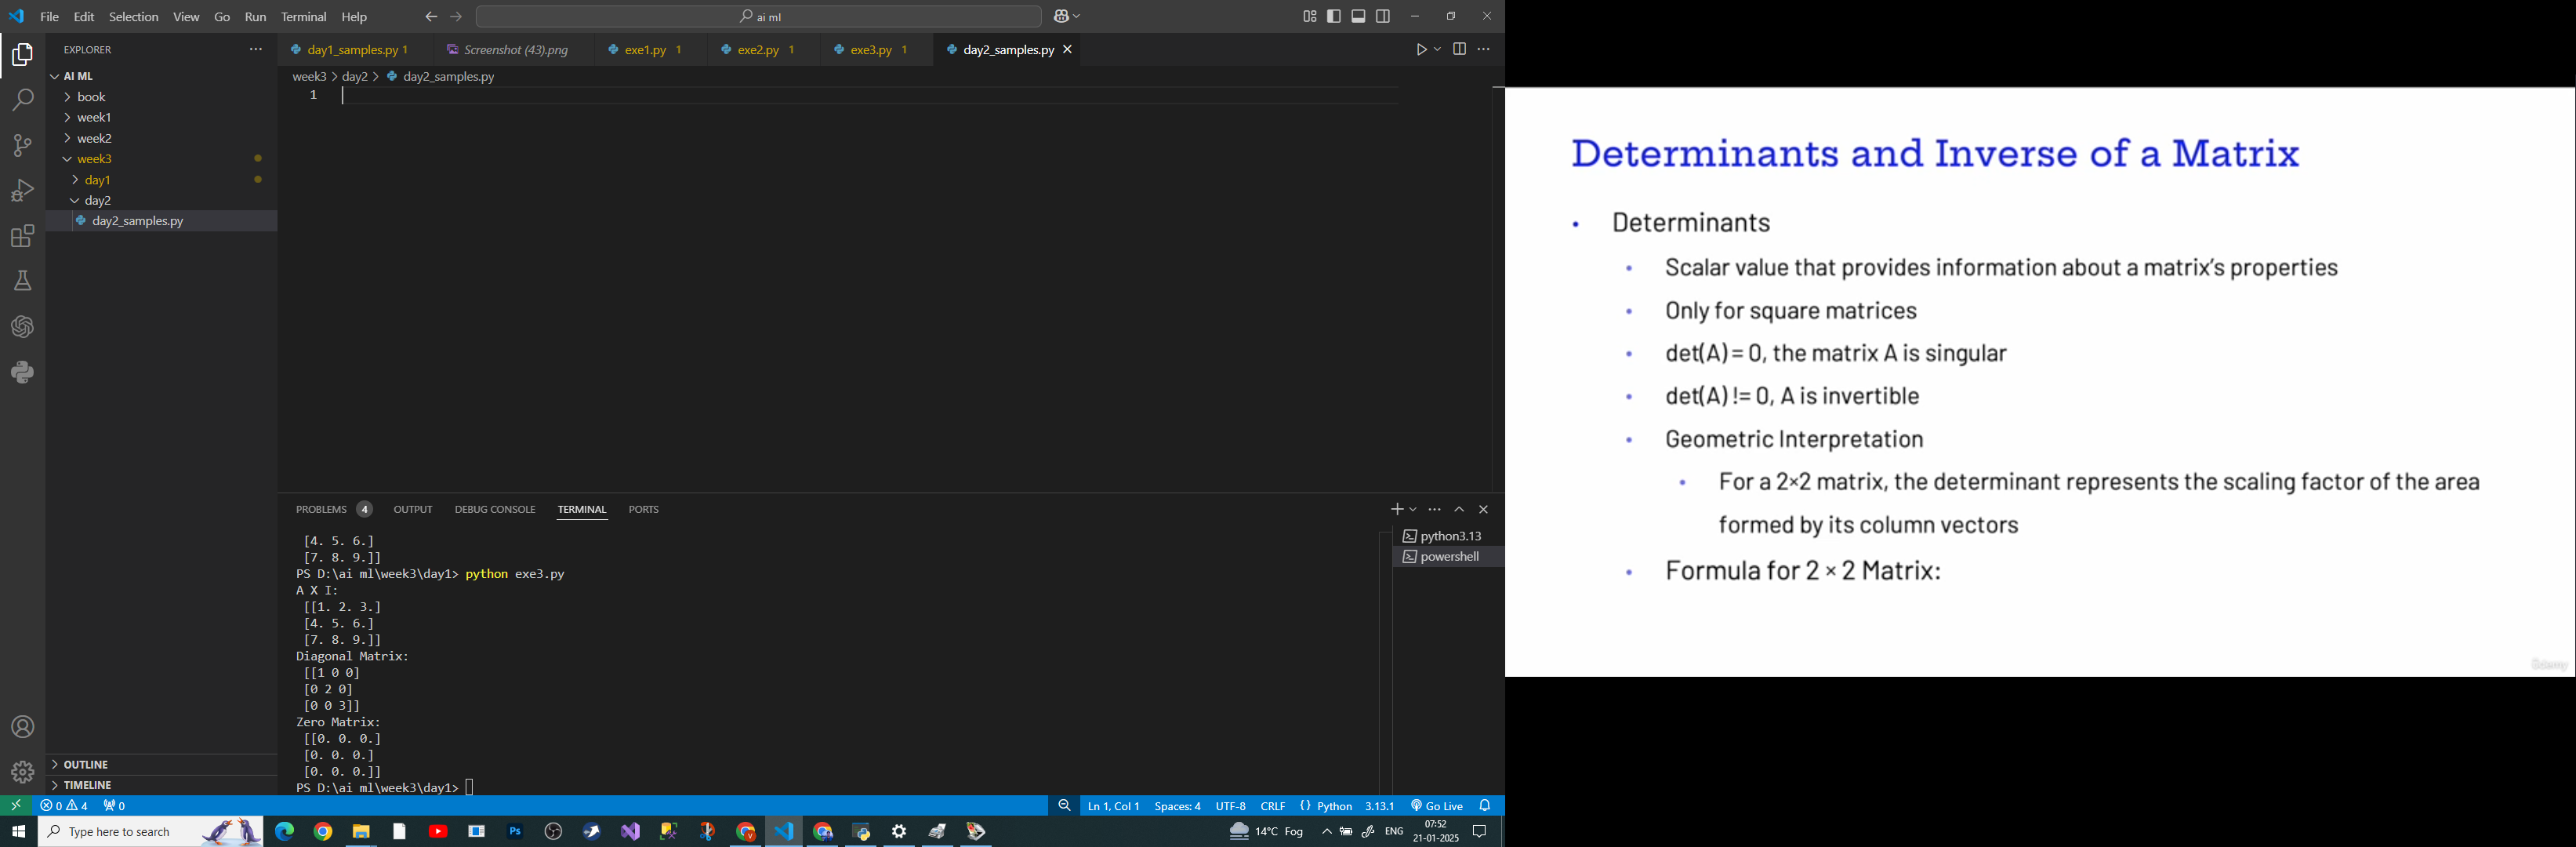 File Edit Selection View Go Run Terminal Help
ai ml
EXPLORER
day1_samples.py 1
Screenshot (43).png
exe1.py 1
exe2.py 1
exe3.py 1
day2_samples.py
AI ML
week3 > day2 > day2_samples.py
1
book
week1
week2
week3
day1
day2
day2_samples.py
PROBLEMS 4 OUTPUT DEBUG CONSOLE TERMINAL PORTS
python3.13
powershell
[4. 5. 6.]
[7. 8. 9.]]
PS D:\ai ml\week3\day1> python exe3.py
A X I:
[[1. 2. 3.]
[4. 5. 6.]
[7. 8. 9.]]
Diagonal Matrix:
[[1 0 0]
[0 2 0]
[0 0 3]]
Zero Matrix:
[[0. 0. 0.]
[0. 0. 0.]
[0. 0. 0.]]
PS D:\ai ml\week3\day1>
OUTLINE
TIMELINE
0 4 0
Ln 1, Col 1 Spaces: 4 UTF-8 CRLF {} Python 3.13.1 Go Live
Type here to search
Ps
14°C Fog
ENG
07:52
21-01-2025
Determinants and Inverse of a Matrix
• Determinants
• Scalar value that provides information about a matrix's properties
• Only for square matrices
• det(A) = 0, the matrix A is singular
• det(A) != 0, A is invertible
• Geometric Interpretation
• For a 2×2 matrix, the determinant represents the scaling factor of the area
formed by its column vectors
• Formula for 2 × 2 Matrix:
Udemy